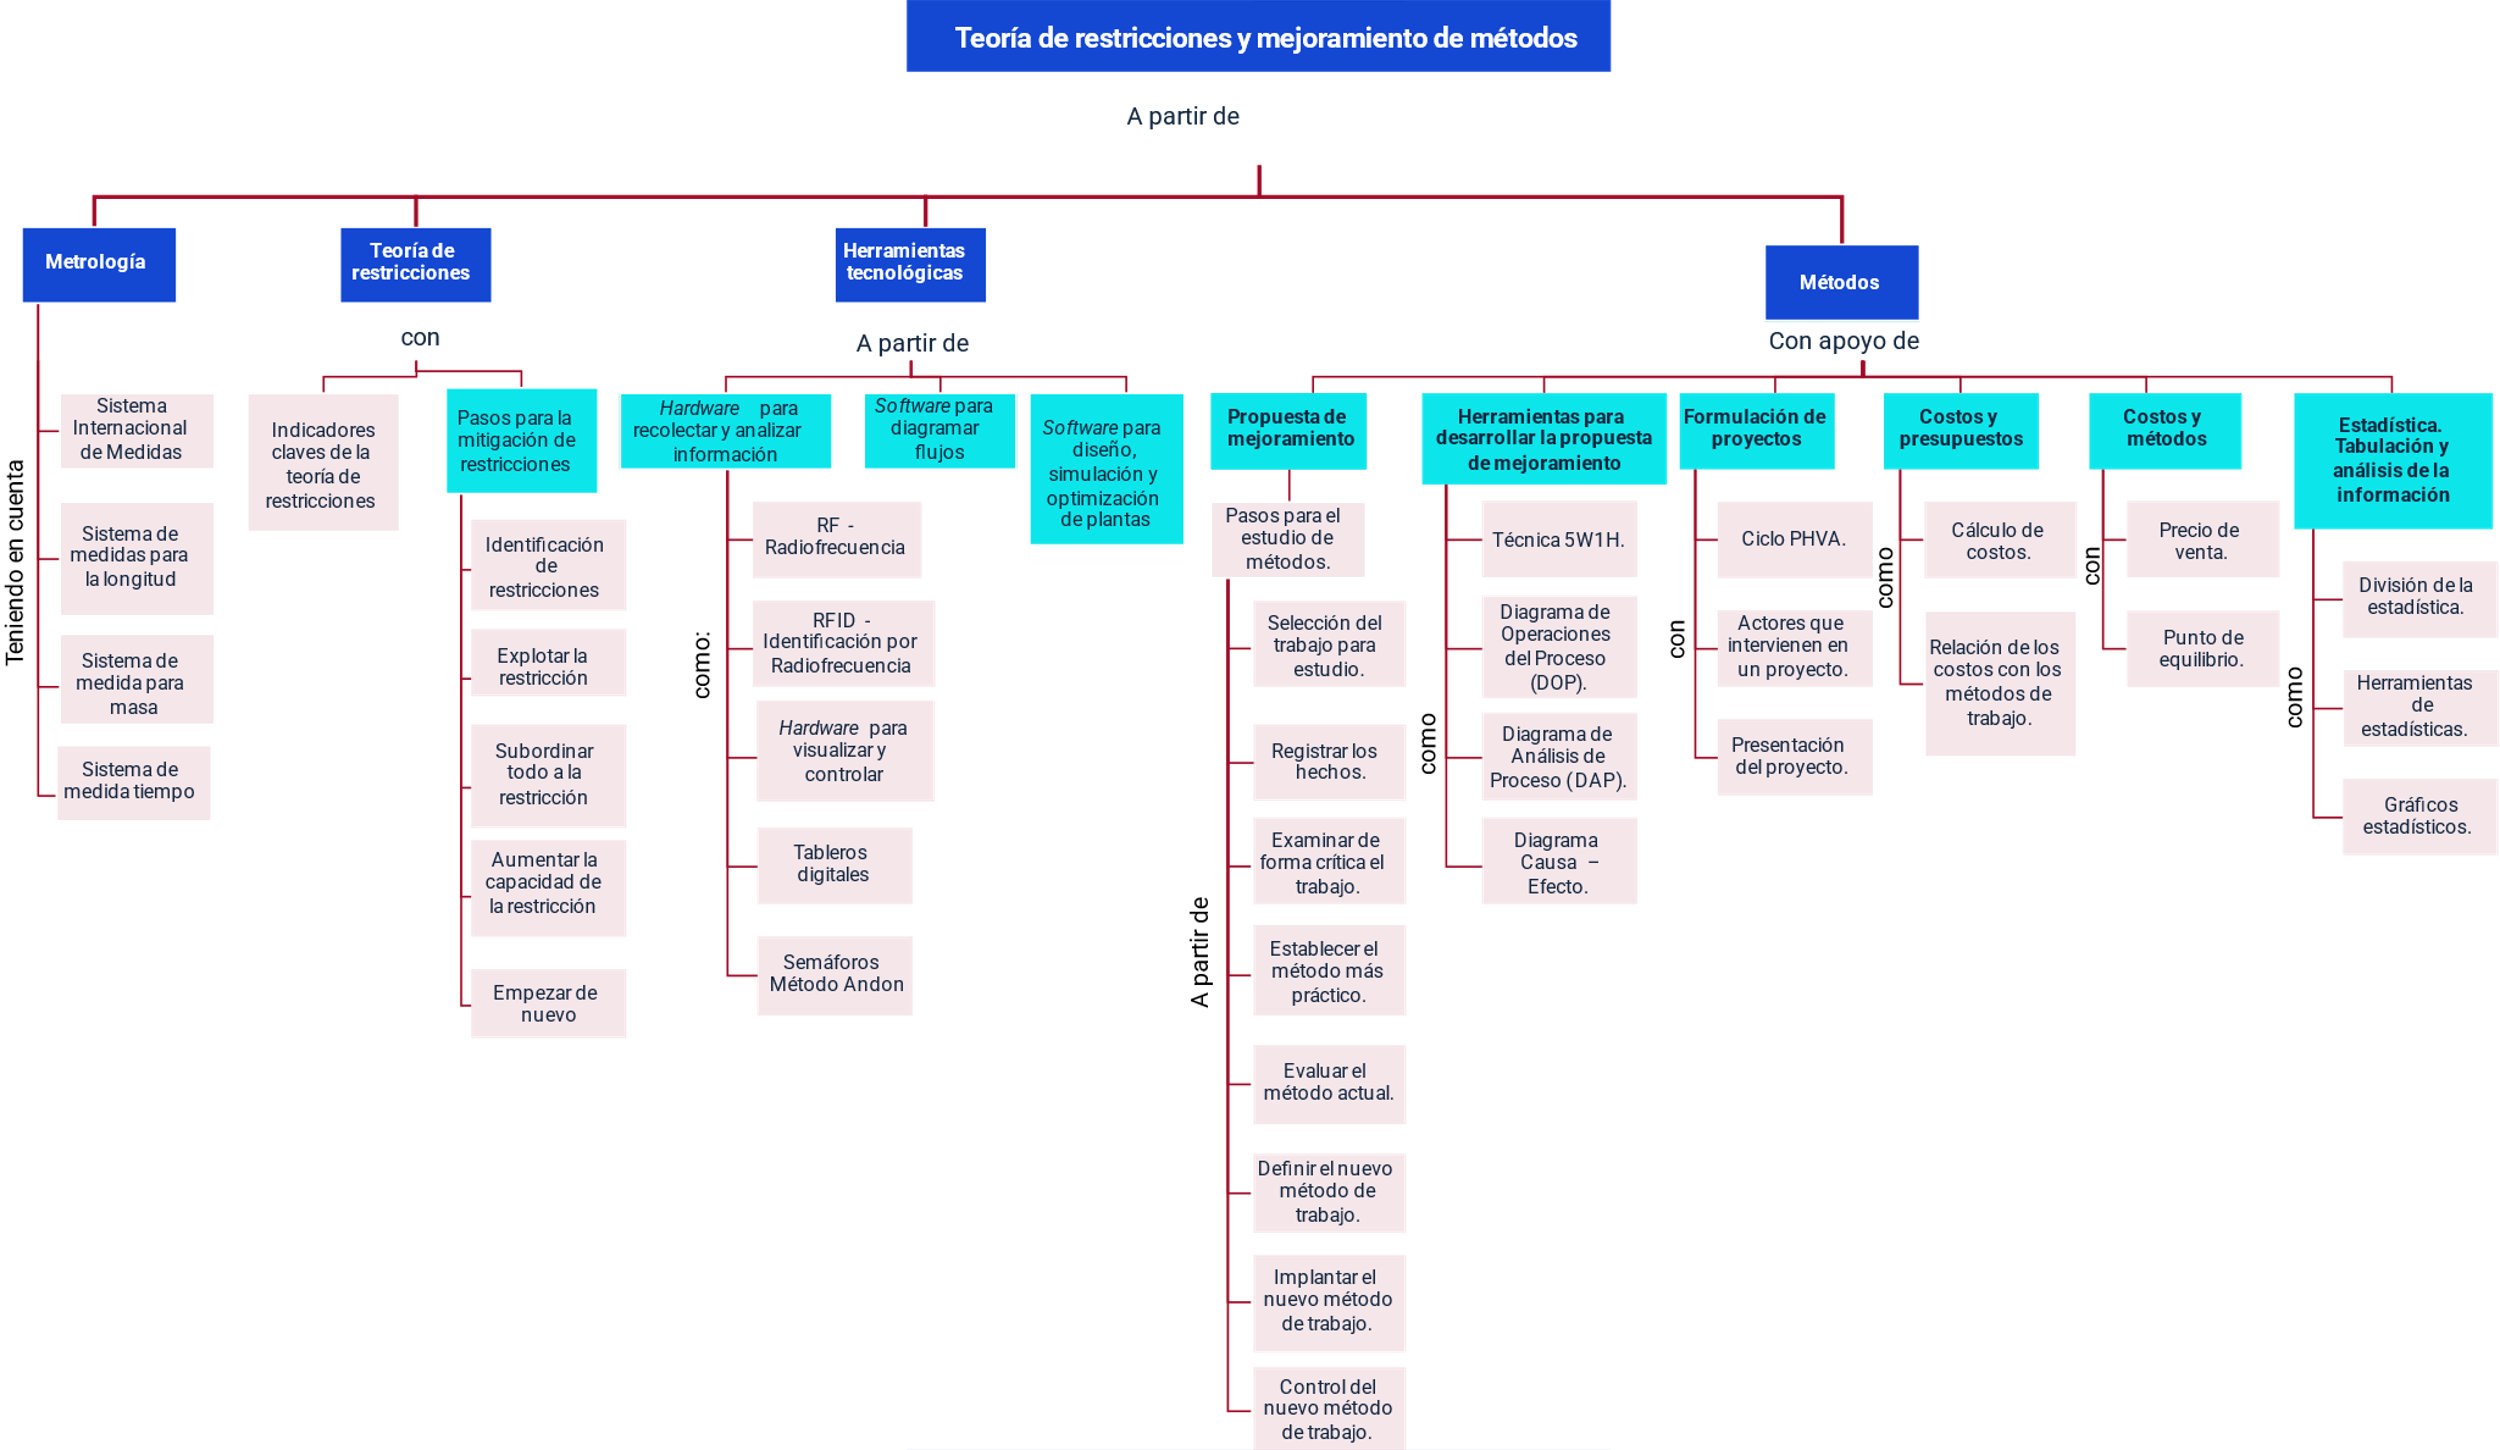 Teoría de restricciones y mejoramiento de métodos
A partir de
Metrología
Teniendo en cuenta
Sistema
Internacional
de Medidas
Sistema de
medidas para
la longitud
Sistema de
medida para
masa
Sistema de
medida tiempo
Teoría de
restricciones
con
Indicadores
claves de la
teoría de
restricciones
Pasos para la
mitigación de
restricciones
Identificación
de
restricciones
Explotar la
restricción
Subordinar
todo a la
restricción
Aumentar la
capacidad de
la restricción
Empezar de
nuevo
Herramientas
tecnológicas
A partir de
Hardware para
recolectar y analizar
información
como:
RF -
Radiofrecuencia
RFID -
Identificación por
Radiofrecuencia
Hardware para
visualizar y
controlar
Tableros
digitales
Semáforos
Método Andon
Software para
diagramar
flujos
Software para
diseño,
simulación y
optimización
de plantas
Métodos
Con apoyo de
Propuesta de
mejoramiento
Pasos para el
estudio de
métodos.
A partir de
Selección del
trabajo para
estudio.
Registrar los
hechos.
Examinar de
forma crítica el
trabajo.
Establecer el
método más
práctico.
Evaluar el
método actual.
Definir el nuevo
método de
trabajo.
Implantar el
nuevo método
de trabajo.
Control del
nuevo método
de trabajo.
Herramientas para
desarrollar la propuesta
de mejoramiento
como
Técnica 5W1H.
Diagrama de
Operaciones
del Proceso
(DOP).
Diagrama de
Análisis de
Proceso (DAP).
Diagrama
Causa –
Efecto.
Formulación de
proyectos
con
Ciclo PHVA.
Actores que
intervienen en
un proyecto.
Presentación
del proyecto.
Costos y
presupuestos
como
Cálculo de
costos.
Relación de los
costos con los
métodos de
trabajo.
Costos y
métodos
con
Precio de
venta.
Punto de
equilibrio.
Estadística.
Tabulación y
análisis de la
información
como
División de la
estadística.
Herramientas
de
estadísticas.
Gráficos
estadísticos.